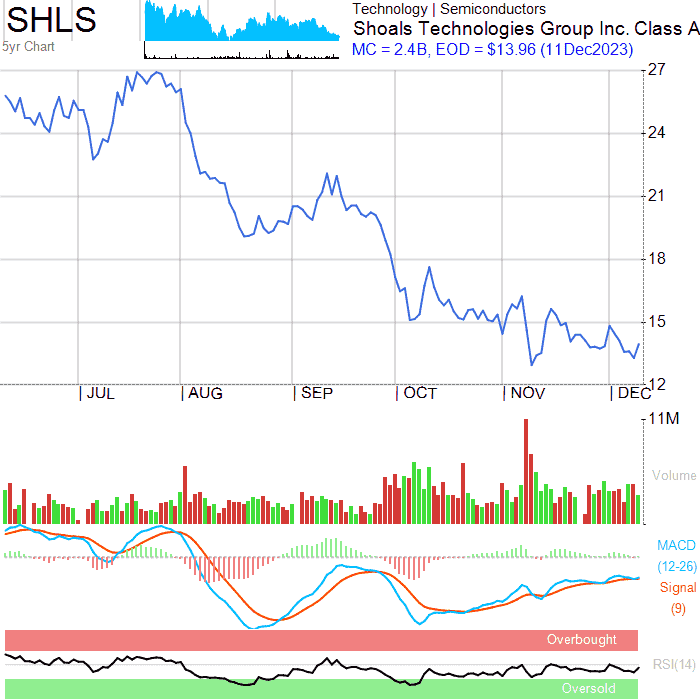 SHLS
5yr Chart
Technology | Semiconductors
Shoals Technologies Group Inc. Class A
MC = 2.4B, EOD = $13.96 (11Dec2023)
27
24
21
18
15
12
JUL
AUG
SEP
OCT
NOV
DEC
11M
Volume
MACD
(12-26)
Signal
(9)
Overbought
RSI(14)
Oversold